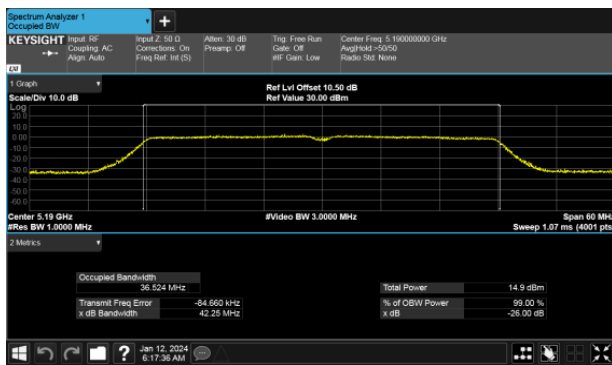 Spectrum Analyzer 1
Occupied BW
+
KEYSIGHT
Input: RF
Coupling: AC
Align: Auto
Input Z: 50 Ω
Corrections: On
Freq Ref: Int (S)
Atten: 30 dB
Preamp: Off
Trig: Free Run
Gate: Off
#IF Gain: Low
Center Freq: 5.190000000 GHz
Avg|Hold:>50/50
Radio Std: None
LXI
1 Graph
Scale/Div 10.0 dB
Ref Lvl Offset 10.50 dB
Ref Value 30.00 dBm
Log
20.0
10.0
0.00
-10.0
-20.0
-30.0
-40.0
-50.0
-60.0
Center 5.19 GHz
#Res BW 1.0000 MHz
#Video BW 3.0000 MHz
Span 60 MHz
Sweep 1.07 ms (4001 pts
2 Metrics
Occupied Bandwidth
36.524 MHz
Transmit Freq Error -84.660 kHz
x dB Bandwidth 42.25 MHz
Total Power 14.9 dBm
% of OBW Power 99.00 %
x dB -26.00 dB
?
Jan 12, 2024
6:17:36 AM